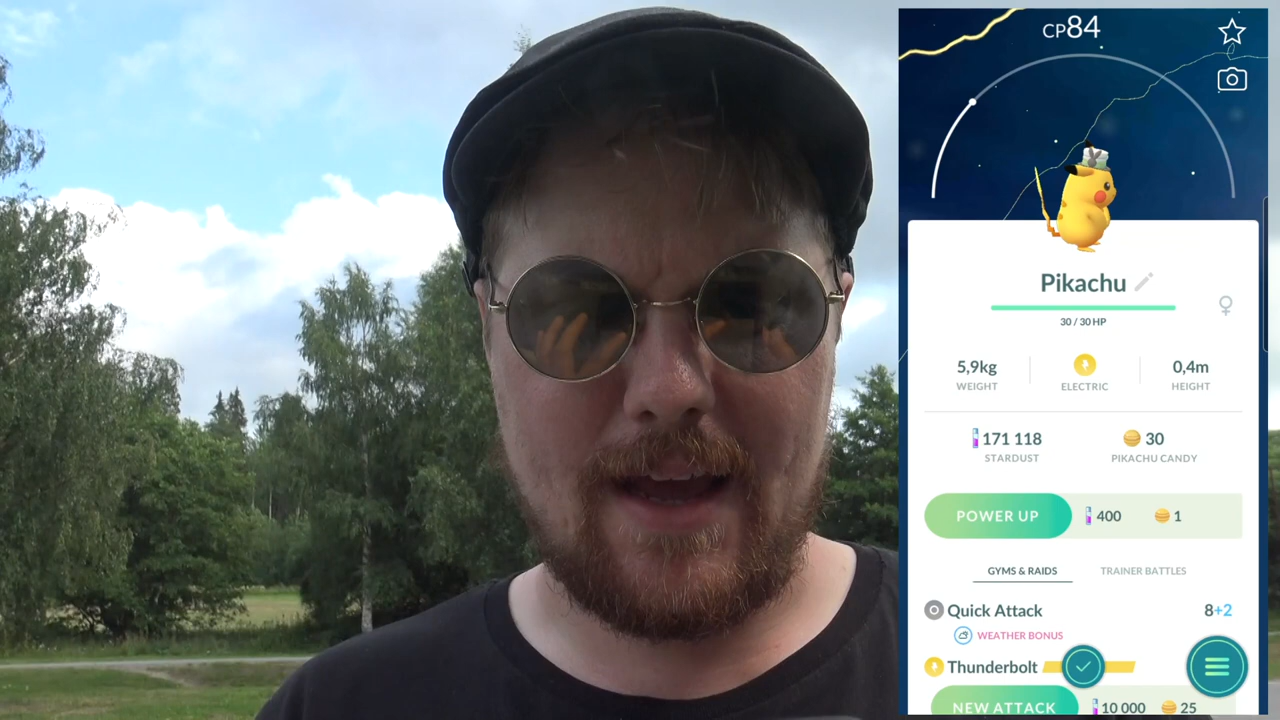 CP84
Pikachu
30 / 30 HP
5,9kg
WEIGHT
ELECTRIC
0,4m
HEIGHT
171 118
STARDUST
30
PIKACHU CANDY
POWER UP
400
1
GYMS & RAIDS
TRAINER BATTLES
Quick Attack
8+2
WEATHER BONUS
Thunderbolt
NEW ATTACK
10 000
25